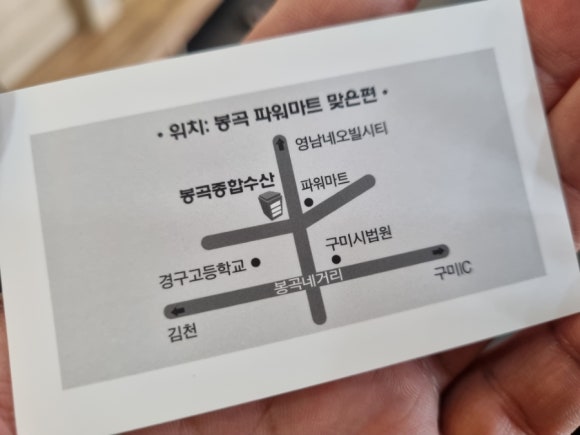 • 위치: 봉곡 파워마트 맞은편 •
영남네오빌시티
봉곡종합수산
파워마트
구미시법원
경구고등학교
봉곡네거리
구미IC
김천